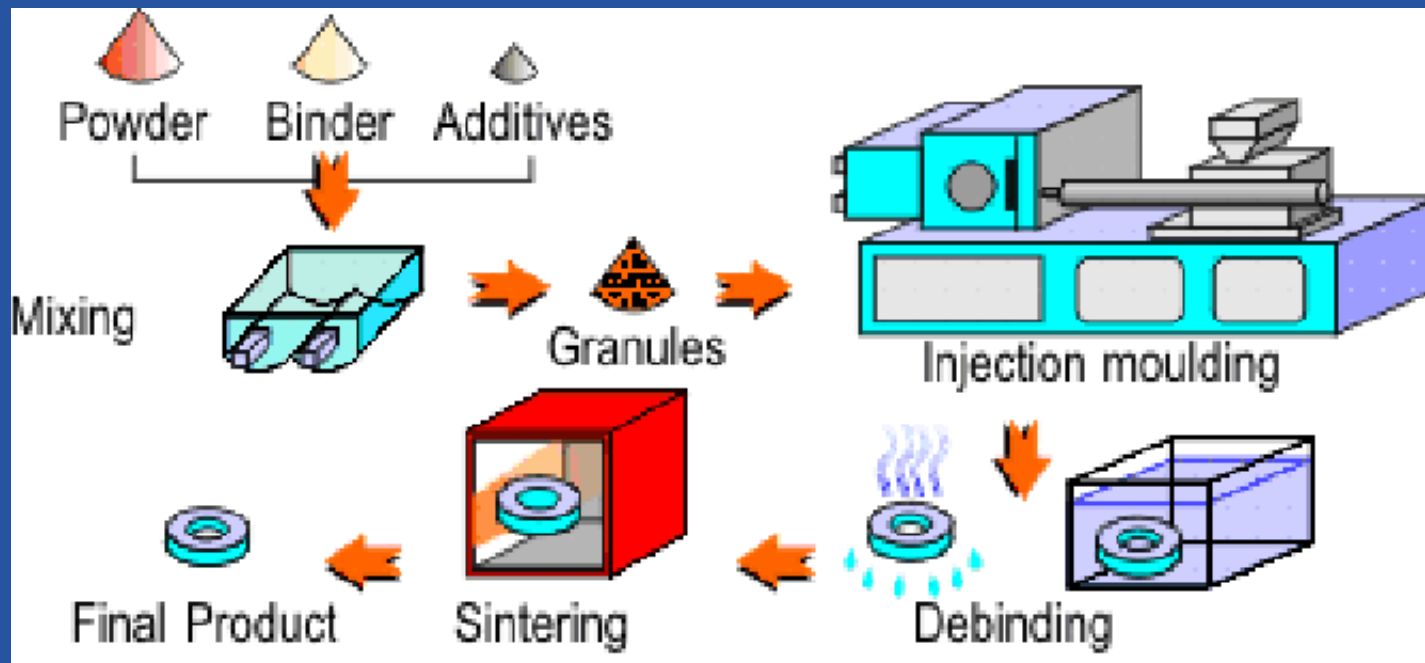 Powder Binder Additives
Mixing
Granules
Injection moulding
Final Product Sintering Debinding